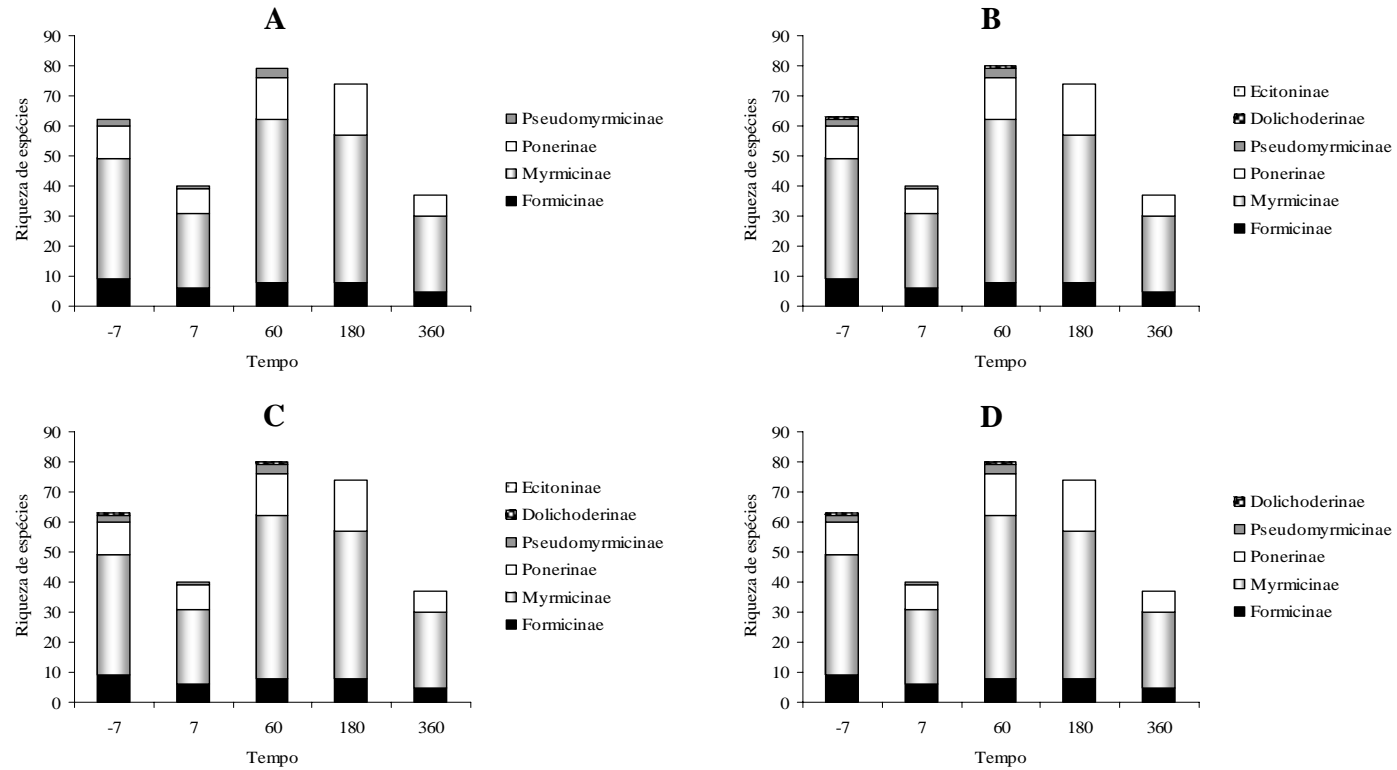 A
Riqueza de espécies
90
80
70
60
50
40
30
20
10
0
-7 7 60 180 360
Tempo
Pseudomyrmicinae
Ponerinae
Myrmicinae
Formicinae
B
Riqueza de espécies
90
80
70
60
50
40
30
20
10
0
-7 7 60 180 360
Tempo
Ecitoninae
Dolichoderinae
Pseudomyrmicinae
Ponerinae
Myrmicinae
Formicinae
C
Riqueza de espécies
90
80
70
60
50
40
30
20
10
0
-7 7 60 180 360
Tempo
Ecitoninae
Dolichoderinae
Pseudomyrmicinae
Ponerinae
Myrmicinae
Formicinae
D
Riqueza de espécies
90
80
70
60
50
40
30
20
10
0
-7 7 60 180 360
Tempo
Dolichoderinae
Pseudomyrmicinae
Ponerinae
Myrmicinae
Formicinae